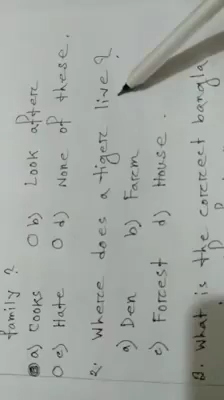 family?
a) Cooks b) Look after
c) Hate d) None of these.
2. Where does a tiger live?
a) Den b) Farm
c) Forest d) House.
3. What is the correct bangla